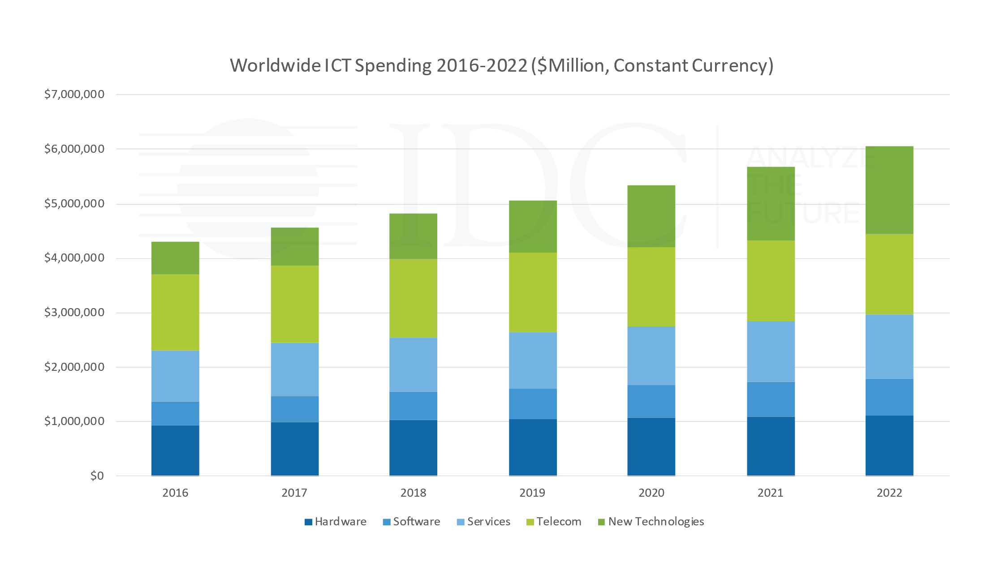 Worldwide ICT Spending 2016-2022 ($Million, Constant Currency)
$7,000,000
$6,000,000
$5,000,000
$4,000,000
$3,000,000
$2,000,000
$1,000,000
$0
IDC
ANALYZE
THE
FUTURE
2016 2017 2018 2019 2020 2021 2022
Hardware Software Services Telecom New Technologies